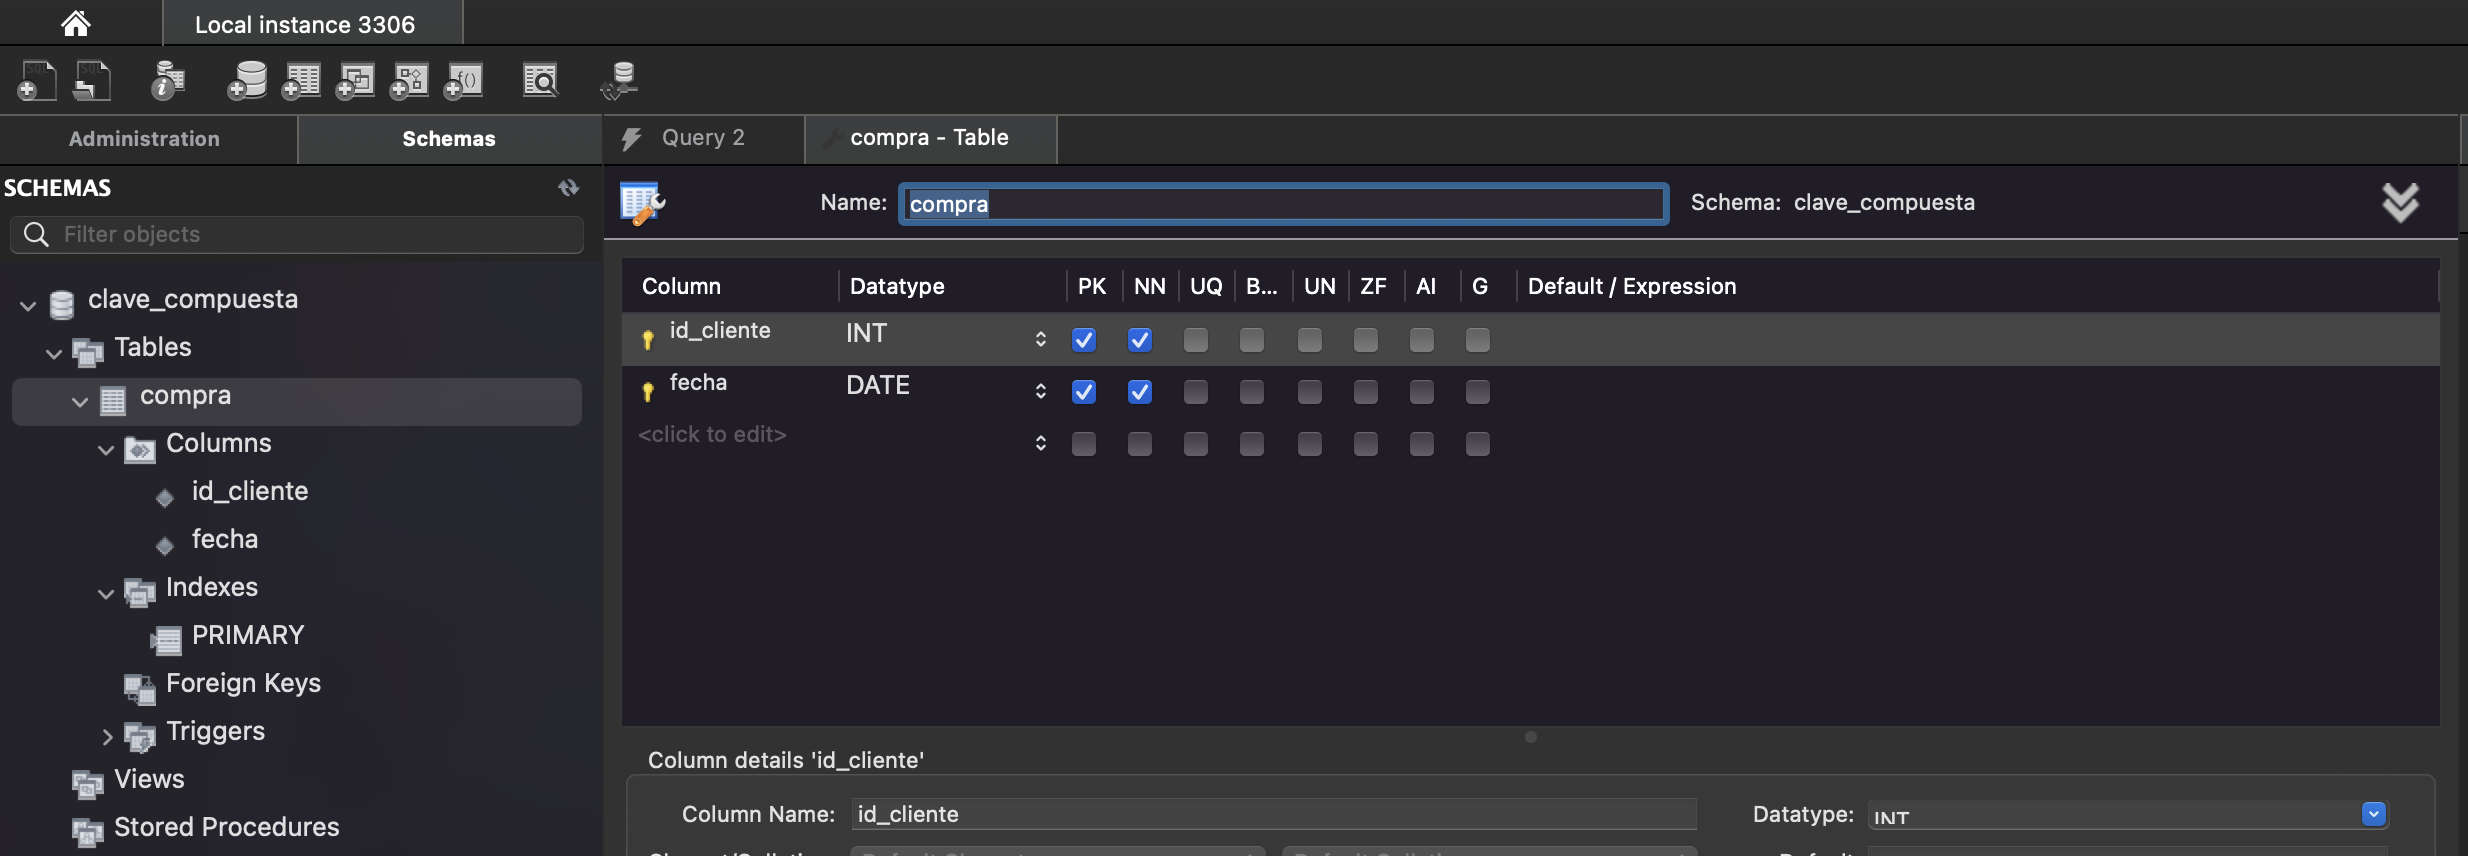 Local instance 3306
Administration
Schemas
Query 2
compra - Table
SCHEMAS
Filter objects
clave_compuesta
Tables
compra
Columns
id_cliente
fecha
Indexes
PRIMARY
Foreign Keys
Triggers
Views
Stored Procedures
Name: compra Schema: clave_compuesta
Column Datatype PK NN UQ B... UN ZF AI G Default / Expression
id_cliente INT
fecha DATE
<click to edit>
Column details 'id_cliente'
Column Name: id_cliente Datatype: INT